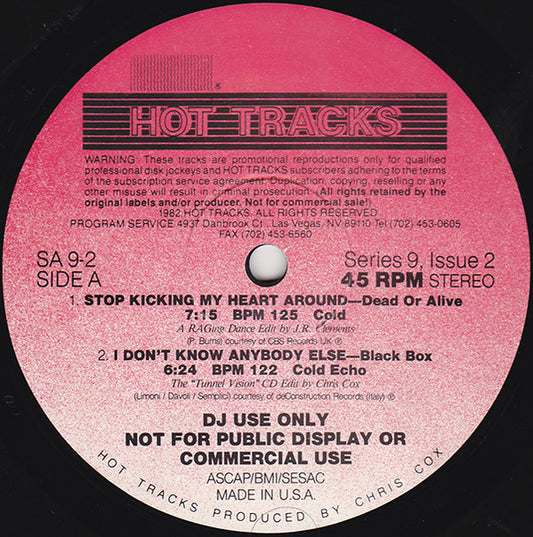 HOT TRACKS
WARNING: These tracks are promotional reproductions only for qualified
professional disk jockeys and HOT TRACKS subscribers adhering to the terms
of the subscription service agreement. Duplication, copying, reselling or any
other misuse will result in criminal prosecution. (All rights retained by the
original labels and/or producer. Not for commercial sale!)
1982 HOT TRACKS. ALL RIGHTS RESERVED
PROGRAM SERVICE 4937 Danbrook Ct., Las Vegas, NV 89110 Tel (702) 453-0605
FAX (702) 453-6560
SA 9-2
SIDE A
Series 9, Issue 2
45 RPM STEREO
1. STOP KICKING MY HEART AROUND—Dead Or Alive
7:15 BPM 125 Cold
A RAGing Dance Edit by J.R. Clements
(P. Burns) courtesy of CBS Records UK ℗
2. I DON'T KNOW ANYBODY ELSE—Black Box
6:24 BPM 122 Cold Echo
The "Tunnel Vision" CD Edit by Chris Cox
(Limoni / Davoli / Semplici) courtesy of deConstruction Records (Italy) ℗
DJ USE ONLY
NOT FOR PUBLIC DISPLAY OR
COMMERCIAL USE
ASCAP/BMI/SESAC
MADE IN U.S.A.
HOT TRACKS PRODUCED BY CHRIS COX